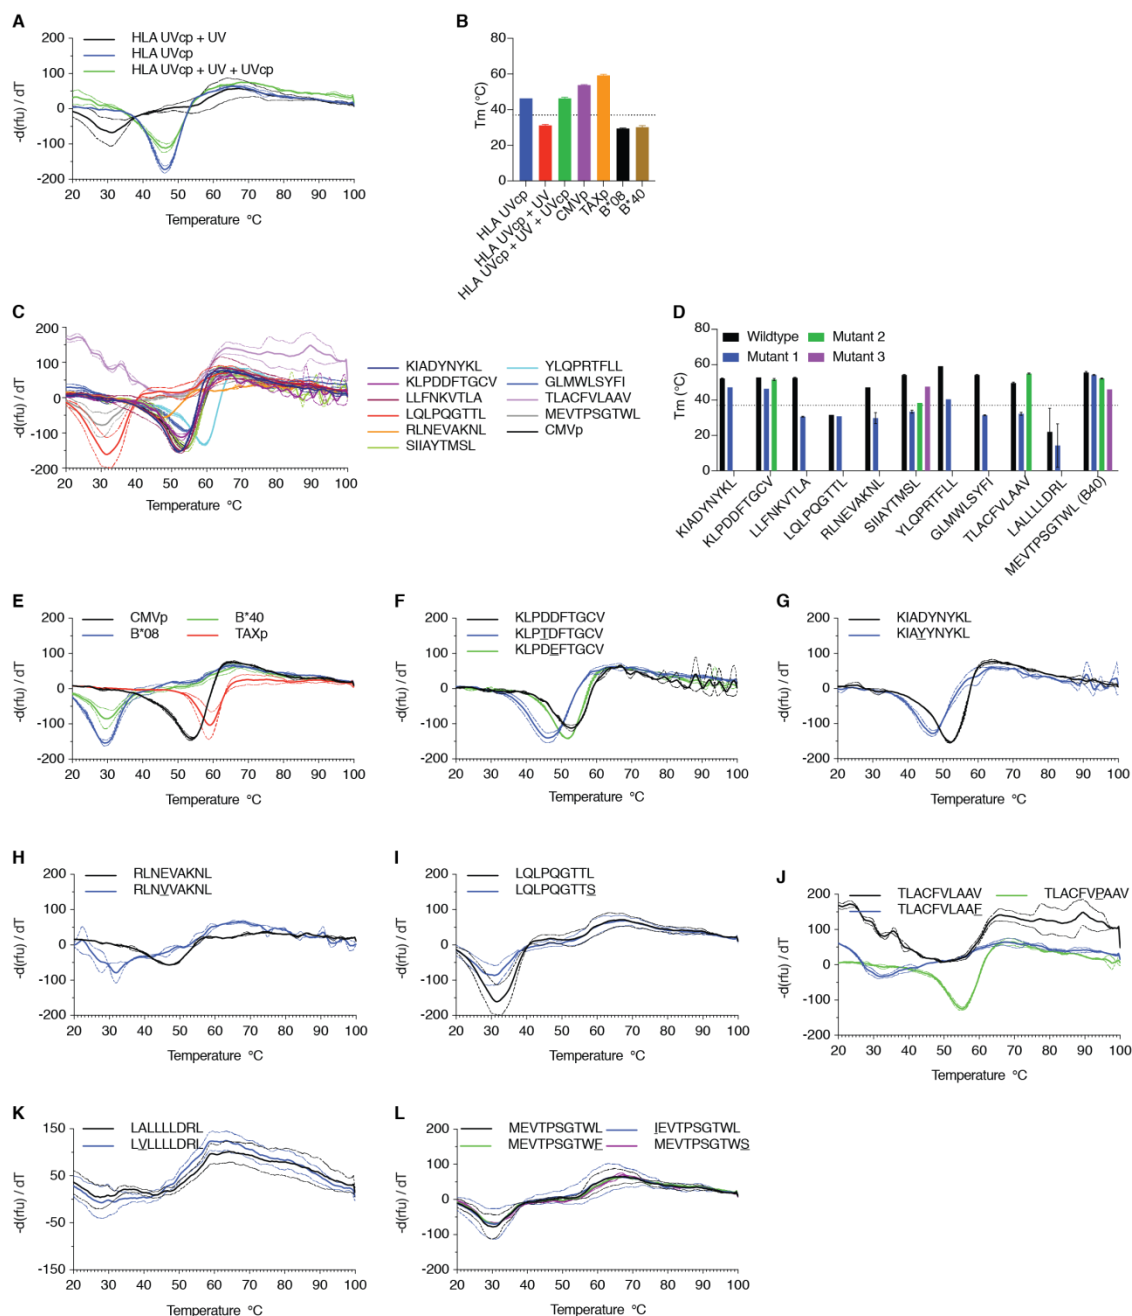 A
HLA UVcp + UV
HLA UVcp
HLA UVcp + UV + UVcp
-d(rfu) / dT
200
100
0
-100
-200
20 30 40 50 60 70 80 90 100
Temperature °C
B
Tm (°C)
80
60
40
20
0
HLA UVcp
HLA UVcp + UV
HLA UVcp + UV + UVcp
CMVp
TAXp
B*08
B*40
C
-d(rfu) / dT
200
100
0
-100
-200
20 30 40 50 60 70 80 90 100
Temperature °C
KIADYNYKL
KLPDDFTGCV
LLFNKVTLA
LQLPQGTTL
RLNEVAKNL
SIIAYTMSL
YLQPRTFLL
GLMWLSYFI
TLACFVLAAV
MEVTPSGTWL
CMVp
D
Wildtype
Mutant 1
Mutant 2
Mutant 3
Tm (°C)
80
60
40
20
0
KIADYNYKL
KLPDDFTGCV
LLFNKVTLA
LQLPQGTTL
RLNEVAKNL
SIIAYTMSL
YLQPRTFLL
GLMWLSYFI
TLACFVLAAV
LALLLLDRL
MEVTPSGTWL (B40)
E
CMVp
B*08
B*40
TAXp
-d(rfu) / dT
200
100
0
-100
-200
20 30 40 50 60 70 80 90 100
Temperature °C
F
KLPDDFTGCV
KLPTDFTGCV
KLPDEFTGCV
-d(rfu) / dT
200
100
0
-100
-200
20 30 40 50 60 70 80 90 100
Temperature °C
G
KIADYNYKL
KIAYYNYKL
-d(rfu) / dT
200
100
0
-100
-200
20 30 40 50 60 70 80 90 100
Temperature °C
H
RLNEVAKNL
RLNVVAKNL
-d(rfu) / dT
200
100
0
-100
-200
20 30 40 50 60 70 80 90 100
Temperature °C
I
LQLPQGTTL
LQLPQGTTS
-d(rfu) / dT
200
100
0
-100
-200
20 30 40 50 60 70 80 90 100
Temperature °C
J
TLACFVLAAV
TLACFVLAAF
TLACFVPAAV
-d(rfu) / dT
200
150
100
50
0
-100
-200
20 30 40 50 60 70 80 90 100
Temperature °C
K
LALLLLDRL
LVLLLLDRL
-d(rfu) / dT
150
50
-50
-150
20 30 40 50 60 70 80 90 100
Temperature °C
L
MEVTPSGTWL
MEVTPSGTWF
IEVTPSGTWL
MEVTPSGTWS
-d(rfu) / dT
200
100
0
-100
-200
20 30 40 50 60 70 80 90 100
Temperature °C